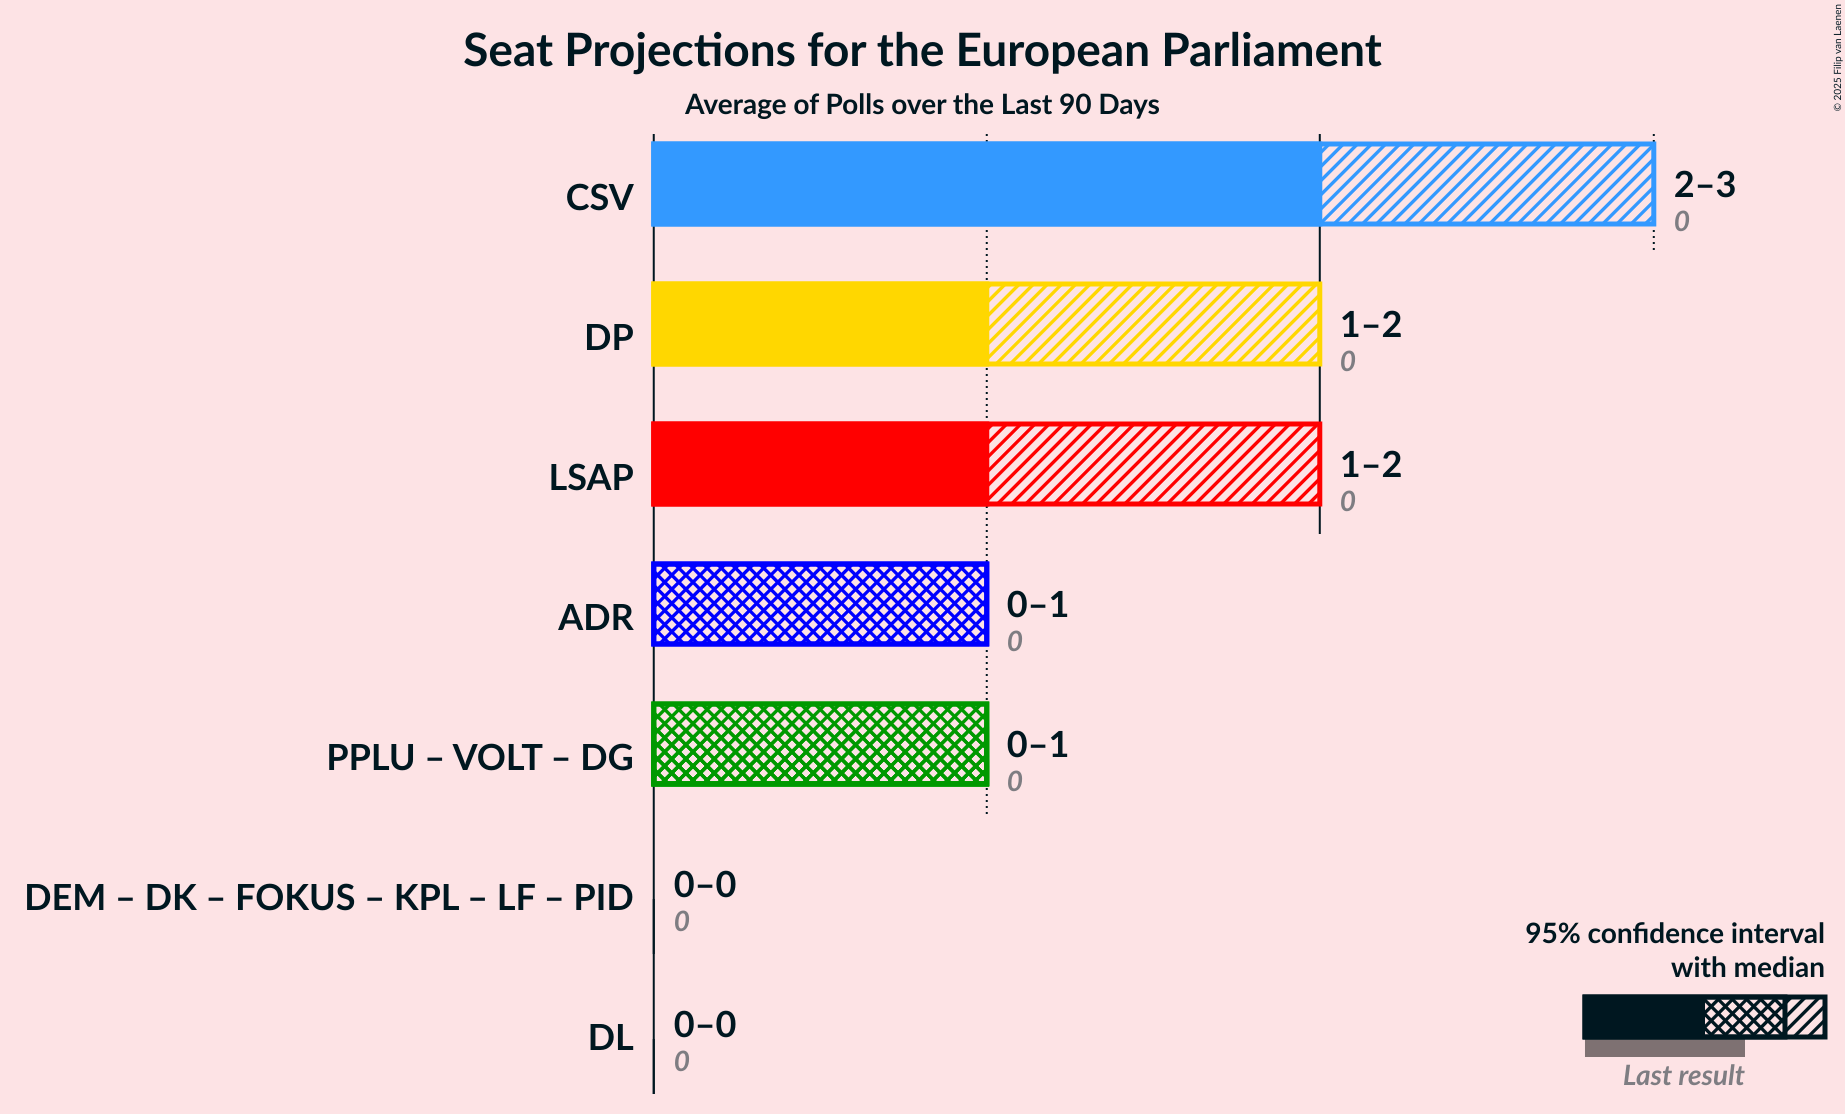 Seat Projections for the European Parliament
Average of Polls over the Last 90 Days
© 2025 Filip van Laenen
CSV
2–3
0
DP
1–2
0
LSAP
1–2
0
ADR
0–1
0
PPLU – VOLT – DG
0–1
0
DEM – DK – FOKUS – KPL – LF – PID
0–0
0
DL
0–0
0
95% confidence interval
with median
Last result